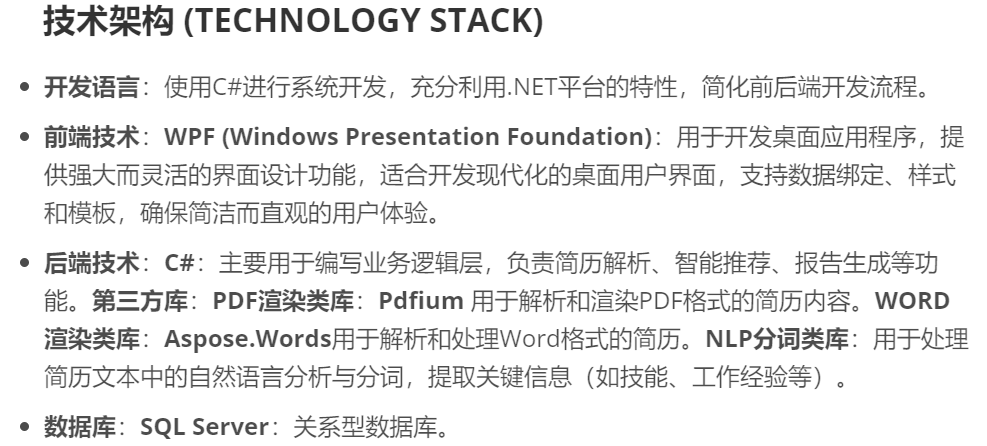 技术架构 (TECHNOLOGY STACK)
• 开发语言：使用C#进行系统开发，充分利用.NET平台的特性，简化前后端开发流程。
• 前端技术：WPF (Windows Presentation Foundation)：用于开发桌面应用程序，提
供强大而灵活的界面设计功能，适合开发现代化的桌面用户界面，支持数据绑定、样式
和模板，确保简洁而直观的用户体验。
• 后端技术：C#：主要用于编写业务逻辑层，负责简历解析、智能推荐、报告生成等功
能。第三方库：PDF渲染类库：Pdfium 用于解析和渲染PDF格式的简历内容。WORD
渲染类库：Aspose.Words用于解析和处理Word格式的简历。NLP分词类库：用于处理
简历文本中的自然语言分析与分词，提取关键信息（如技能、工作经验等）。
• 数据库：SQL Server：关系型数据库。